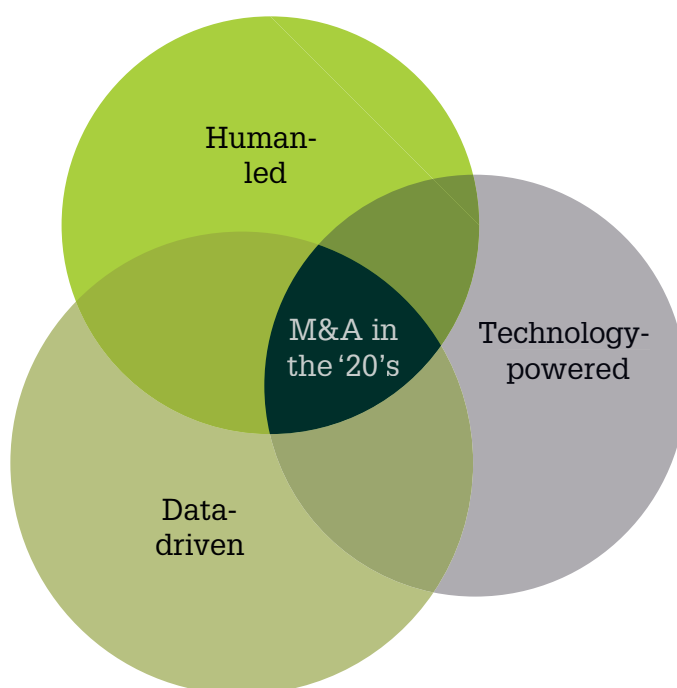 Human-
led
M&A in
the ‘20’s
Technology-
powered
Data-
driven